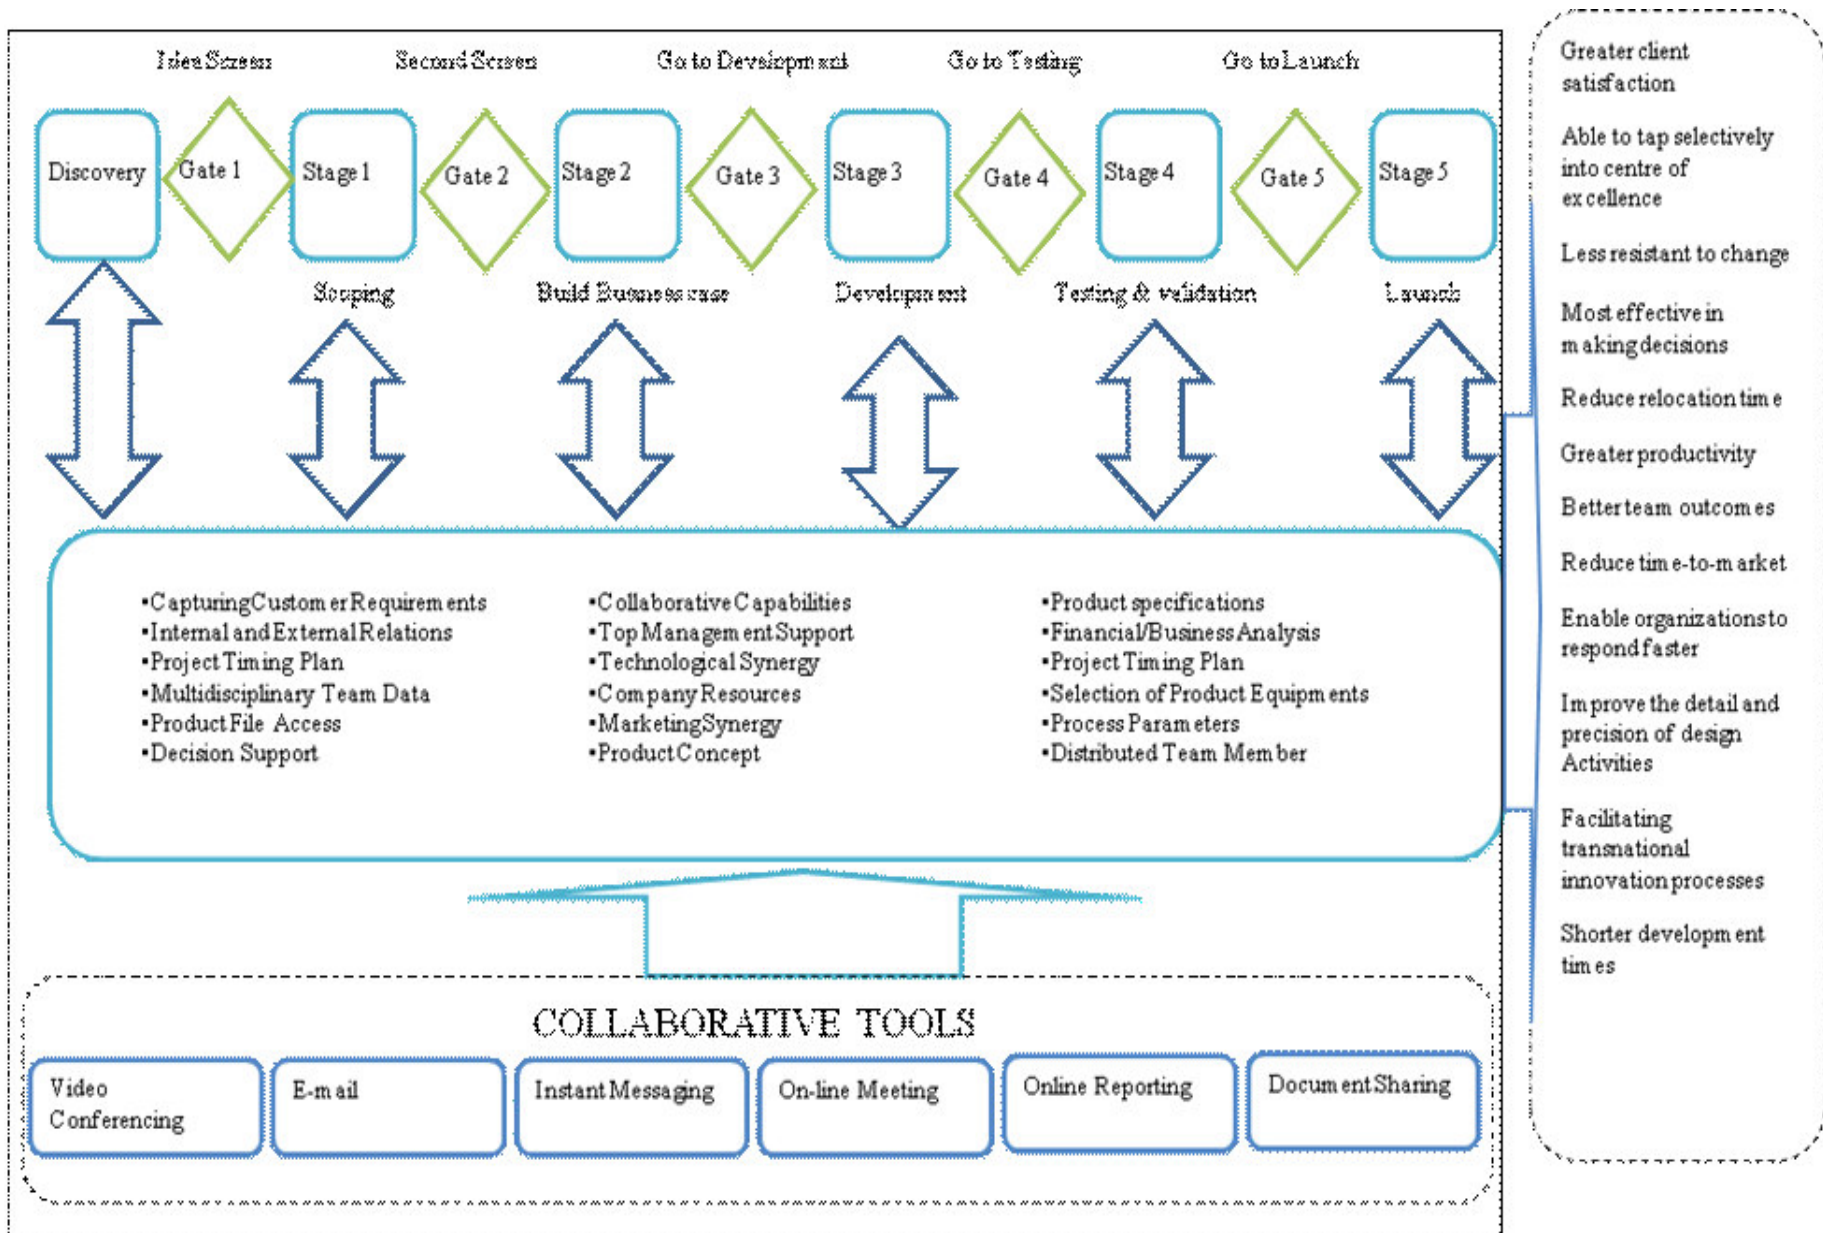 Idea Screen
Second Screen
Go to Development
Go to Testing
Go to Launch
Discovery
Gate 1
Stage 1
Gate 2
Stage 2
Gate 3
Stage 3
Gate 4
Stage 4
Gate 5
Stage 5
Scoping
Build Business case
Development
Testing & validation
Launch
▪Capturing Customer Requirements
▪Internal and External Relations
▪Project Timing Plan
▪Multidisciplinary Team Data
▪Product File Access
▪Decision Support
▪Collaborative Capabilities
▪Top Management Support
▪Technological Synergy
▪Company Resources
▪Marketing Synergy
▪Product Concept
▪Product specifications
▪Financial/Business Analysis
▪Project Timing Plan
▪Selection of Product Equipments
▪Process Parameters
▪Distributed Team Member
COLLABORATIVE TOOLS
Video
Conferencing
E-mail
Instant Messaging
On-line Meeting
Online Reporting
Document Sharing
Greater client
satisfaction
Able to tap selectively
into centre of
excellence
Less resistant to change
Most effective in
making decisions
Reduce relocation time
Greater productivity
Better team outcomes
Reduce time-to-market
Enable organizations to
respond faster
Improve the detail and
precision of design
Activities
Facilitating
transnational
innovation processes
Shorter development
times